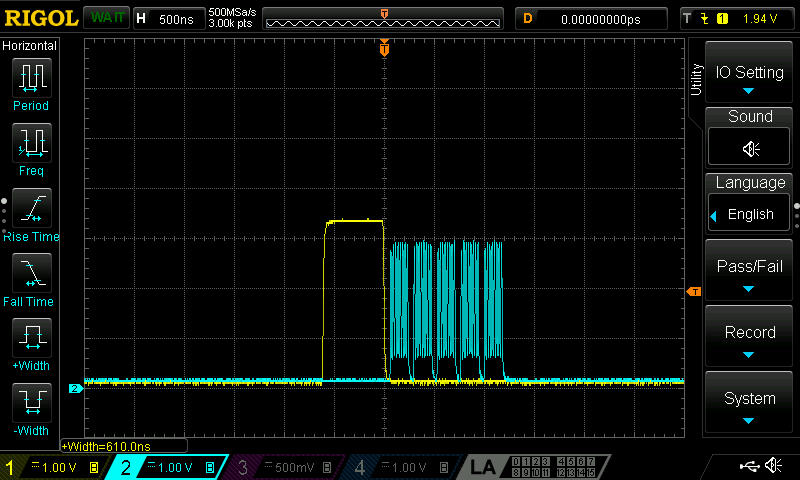 RIGOL WAIT H 500ns 500MSa/s 3.00k pts T D 0.00000000ps T 1 1.94 V
Horizontal
Period
Freq
Rise Time
Fall Time
+Width
-Width
T
T
2
+Width=610.0ns
Utility
IO Setting
Sound
Language
English
Pass/Fail
Record
System
1 1.00 V B 2 1.00 V B 3 500mV B 4 1.00 V B LA 0 1 2 3 4 5 6 7
8 9 10 11 12 13 14 15